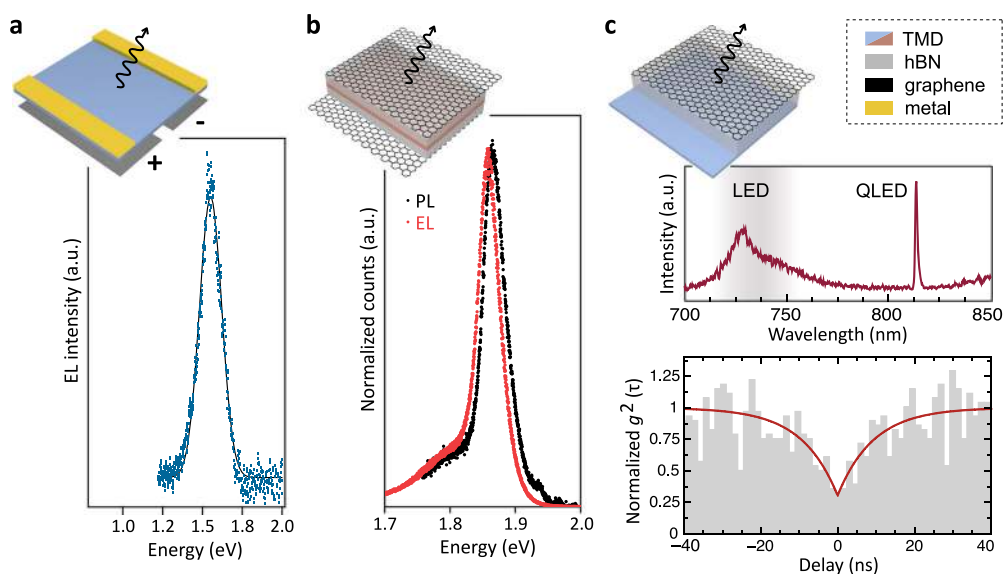 a
b
c
TMD
hBN
graphene
metal
-
+
EL intensity (a.u.)
1.0 1.2 1.5 1.8 2.0
Energy (eV)
PL
EL
Normalized counts (a.u.)
1.7 1.8 1.9 2.0
Energy (eV)
LED
QLED
Intensity (a.u.)
700 750 800 850
Wavelength (nm)
Normalized g² (τ)
1.25
1
0.75
0.5
0.25
0
−40 −20 0 20 40
Delay (ns)